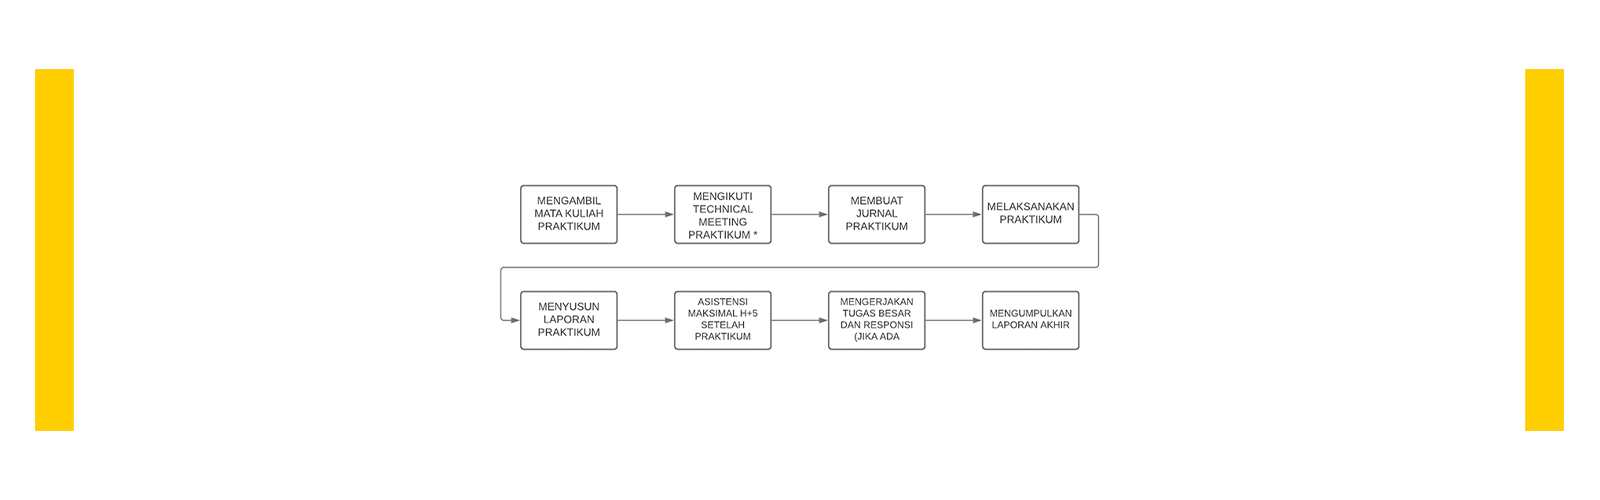 MENGAMBIL
MATA KULIAH
PRAKTIKUM
MENGIKUTI
TECHNICAL
MEETING
PRAKTIKUM *
MEMBUAT
JURNAL
PRAKTIKUM
MELAKSANAKAN
PRAKTIKUM
MENYUSUN
LAPORAN
PRAKTIKUM
ASISTENSI
MAKSIMAL H+5
SETELAH
PRAKTIKUM
MENGERJAKAN
TUGAS BESAR
DAN RESPONSI
(JIKA ADA
MENGUMPULKAN
LAPORAN AKHIR